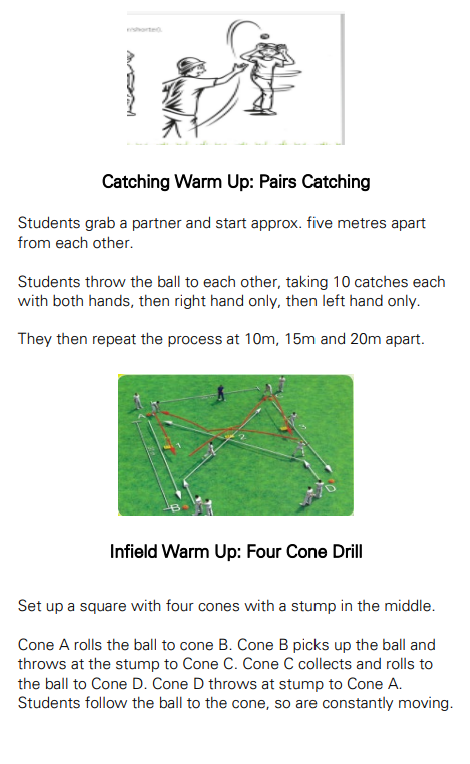 Catching Warm Up: Pairs Catching
Students grab a partner and start approx. five metres apart
from each other.
Students throw the ball to each other, taking 10 catches each
with both hands, then right hand only, then left hand only.
They then repeat the process at 10m, 15m and 20m apart.
A
1
2
3
B
D
Infield Warm Up: Four Cone Drill
Set up a square with four cones with a stump in the middle.
Cone A rolls the ball to cone B. Cone B picks up the ball and
throws at the stump to Cone C. Cone C collects and rolls to
the ball to Cone D. Cone D throws at stump to Cone A.
Students follow the ball to the cone, so are constantly moving.